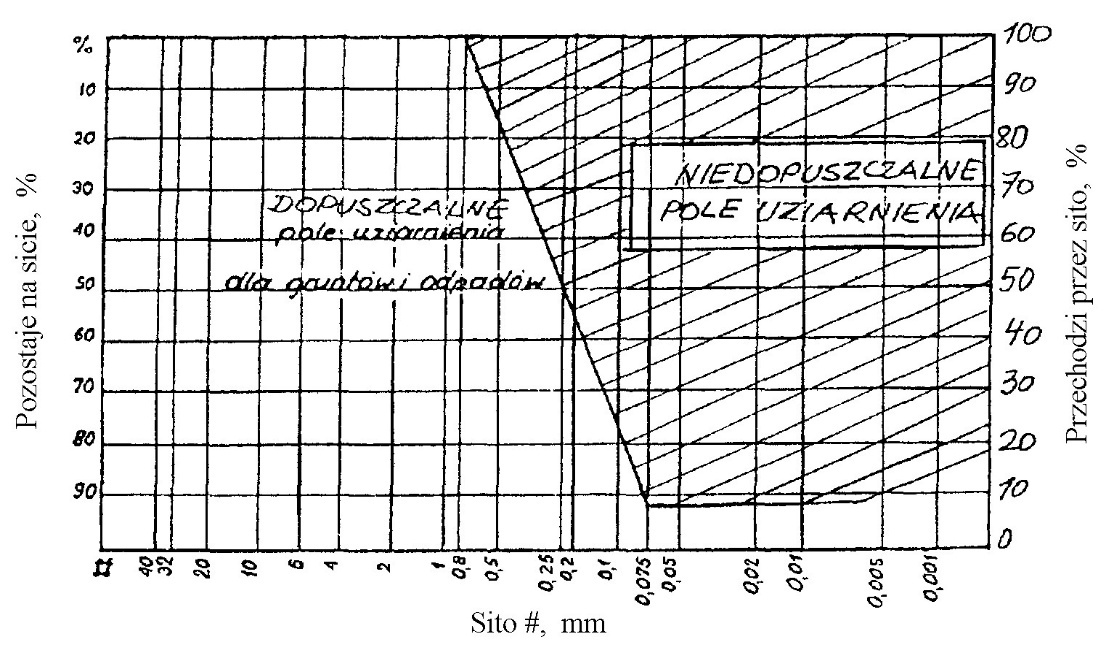 %
10
20
30
40
50
60
70
80
90
Pozostaje na sicie, %
DOPUSZCZALNE
pole uziarnienia
dla gruntów i odpadów
NIEDOPUSZCZALNE
POLE UZIARNIENIA
100
90
80
70
60
50
40
30
20
10
0
Przechodzi przez sito, %
40 32 20 10 6 4 2 1 0,8 0,5 0,25 0,2 0,1 0,075 0,05 0,02 0,01 0,005 0,001
Sito #, mm